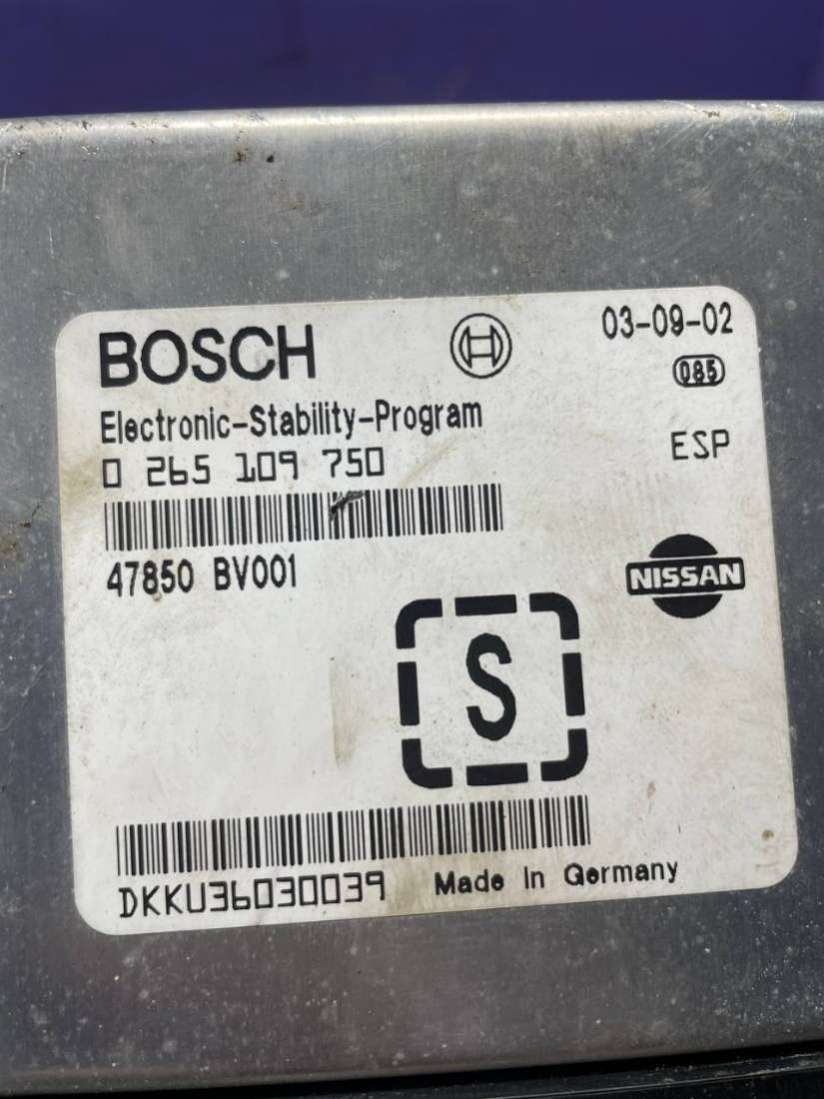 BOSCH
03-09-02
085
Electronic-Stability-Program
0 265 109 750
ESP
47850 BV001
NISSAN
S
DKKU36030039
Made in Germany